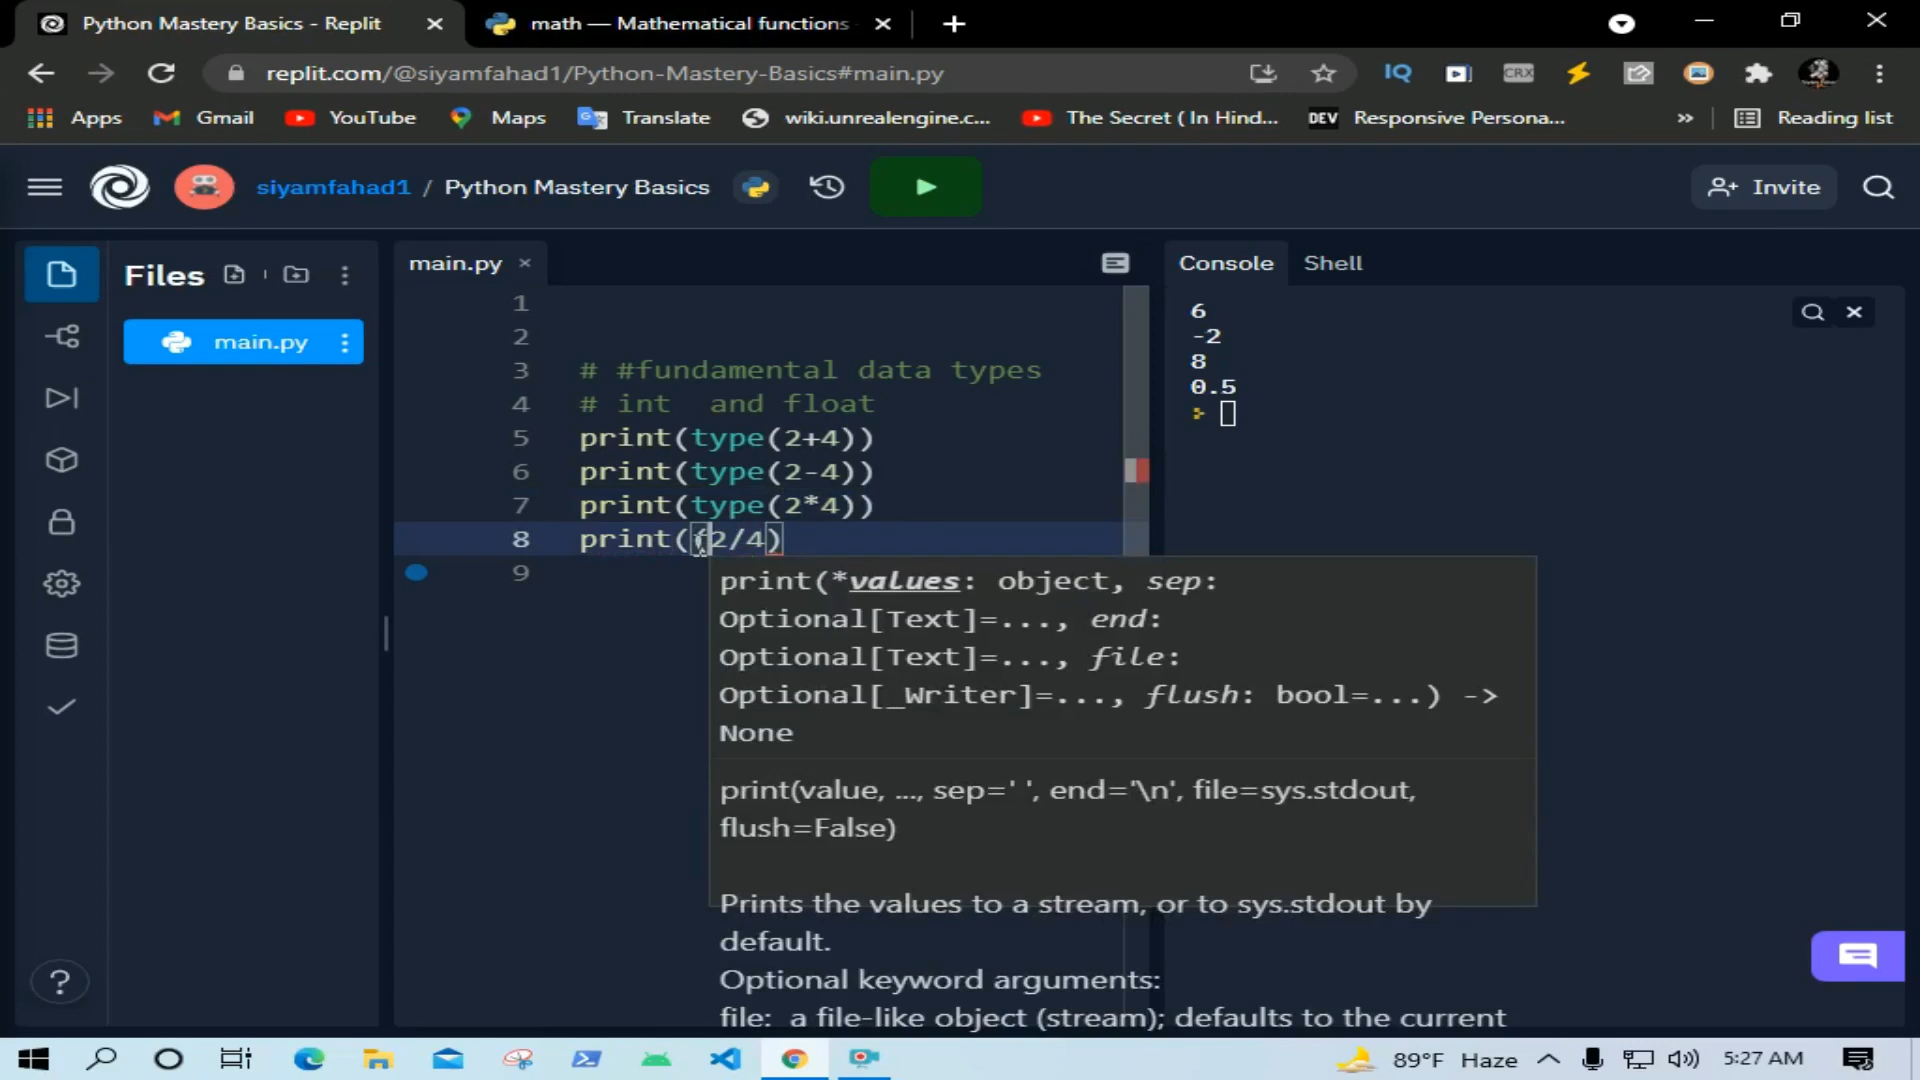 Python Mastery Basics - Replit
math — Mathematical functions
replit.com/@siyamfahad1/Python-Mastery-Basics#main.py
IQ
CRX
Apps
Gmail
YouTube
Maps
Translate
wiki.unrealengine.c...
The Secret ( In Hind...
DEV
Responsive Persona...
»
Reading list
siyamfahad1 / Python Mastery Basics
Invite
Files
main.py
main.py
Console
Shell
1
2
3 # #fundamental data types
4 # int  and float
5 print(type(2+4))
6 print(type(2-4))
7 print(type(2*4))
8 print((2/4)
9
print(*values: object, sep:
Optional[Text]=..., end:
Optional[Text]=..., file:
Optional[_Writer]=..., flush: bool=...) ->
None
print(value, ..., sep=' ', end='\n', file=sys.stdout,
flush=False)
Prints the values to a stream, or to sys.stdout by
default.
Optional keyword arguments:
file:  a file-like object (stream); defaults to the current
6
-2
8
0.5
?
89°F Haze
5:27 AM